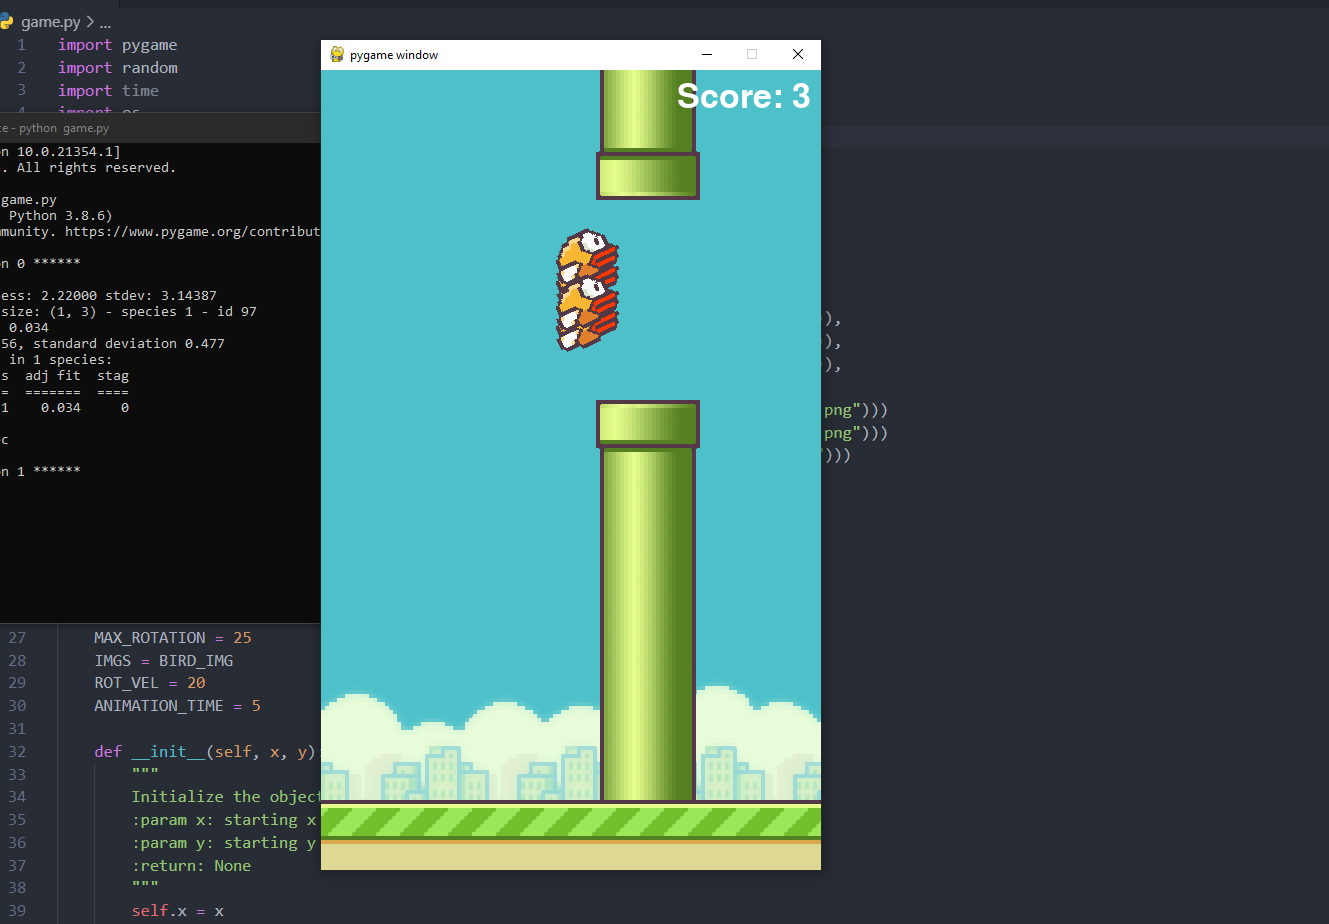 game.py > ...
1 import pygame
2 import random
3 import time
4 import os
pygame window
Score: 3
ce - python game.py
on 10.0.21354.1]
. All rights reserved.
game.py
Python 3.8.6)
mmunity. https://www.pygame.org/contribut
on 0 ******
ess: 2.22000 stdev: 3.14387
size: (1, 3) - species 1 - id 97
0.034
56, standard deviation 0.477
in 1 species:
s adj fit stag
= ======= ====
1 0.034 0
c
on 1 ******
),
),
),
png")))
png")))
")))
27 MAX_ROTATION = 25
28 IMGS = BIRD_IMG
29 ROT_VEL = 20
30 ANIMATION_TIME = 5
31
32 def __init__(self, x, y):
33 """
34 Initialize the object
35 :param x: starting x
36 :param y: starting y
37 :return: None
38 """
39 self.x = x